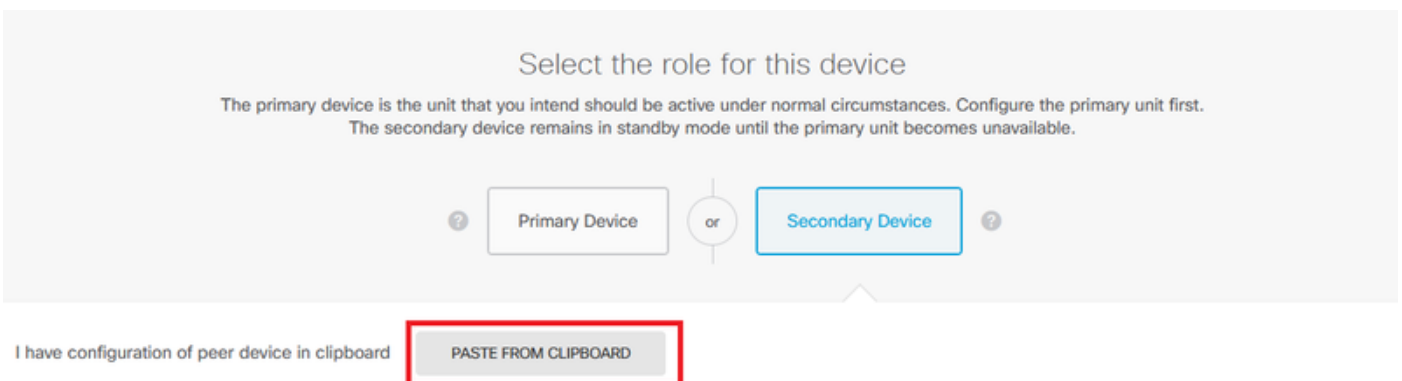 Select the role for this device
The primary device is the unit that you intend should be active under normal circumstances. Configure the primary unit first.
The secondary device remains in standby mode until the primary unit becomes unavailable.
? Primary Device or Secondary Device ?
I have configuration of peer device in clipboard PASTE FROM CLIPBOARD